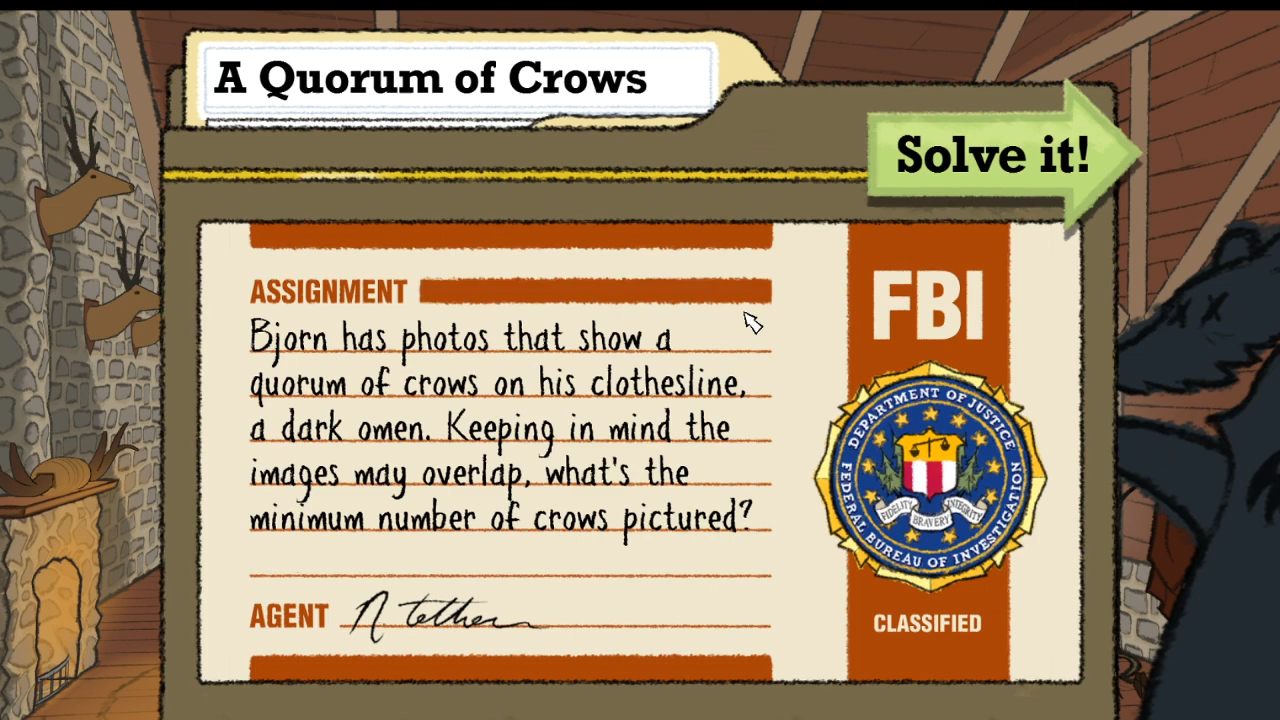 A Quorum of Crows
Solve it!
ASSIGNMENT
Bjorn has photos that show a
quorum of crows on his clothesline,
a dark omen. Keeping in mind the
images may overlap, what's the
minimum number of crows pictured?
AGENT N Tethers
FBI
DEPARTMENT OF JUSTICE
FIDELITY BRAVERY INTEGRITY
FEDERAL BUREAU OF INVESTIGATION
CLASSIFIED